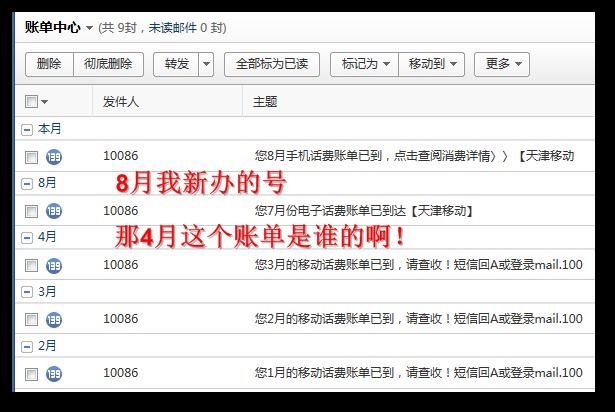 账单中心 (共 9封，未读邮件 0 封)
删除 彻底删除 转发 全部标为已读 标记为 移动到 更多
发件人 主题
本月
139 10086 您8月手机话费账单已到，点击查阅消费详情〉〉【天津移动
8月
8月我新办的号
139 10086 您7月份电子话费账单已到达【天津移动】
4月
那4月这个账单是谁的啊！
139 10086 您3月的移动话费账单已到，请查收！短信回A或登录mail.100
3月
139 10086 您2月的移动话费账单已到，请查收！短信回A或登录mail.100
2月
139 10086 您1月的移动话费账单已到，请查收！短信回A或登录mail.100